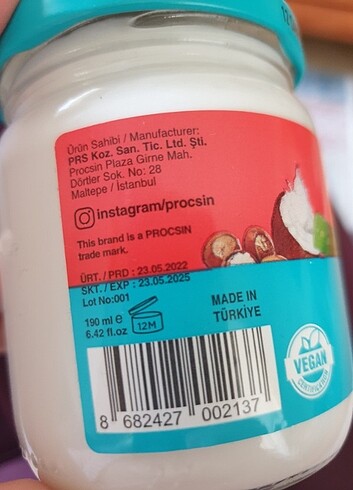 Ürün Sahibi / Manufacturer:
PRS Koz. San. Tic. Ltd. Şti.
Procsin Plaza Girne Mah.
Dörtler Sok. No: 28
Maltepe / İstanbul
instagram/procsin
This brand is a PROCSIN
trade mark.
ÜRT. / PRD : 23.05.2022
SKT. / EXP : 23.05.2025
Lot No:001
190 ml e
6.42 fl.oz
12M
MADE IN
TÜRKİYE
VEGAN
8 682427 002137